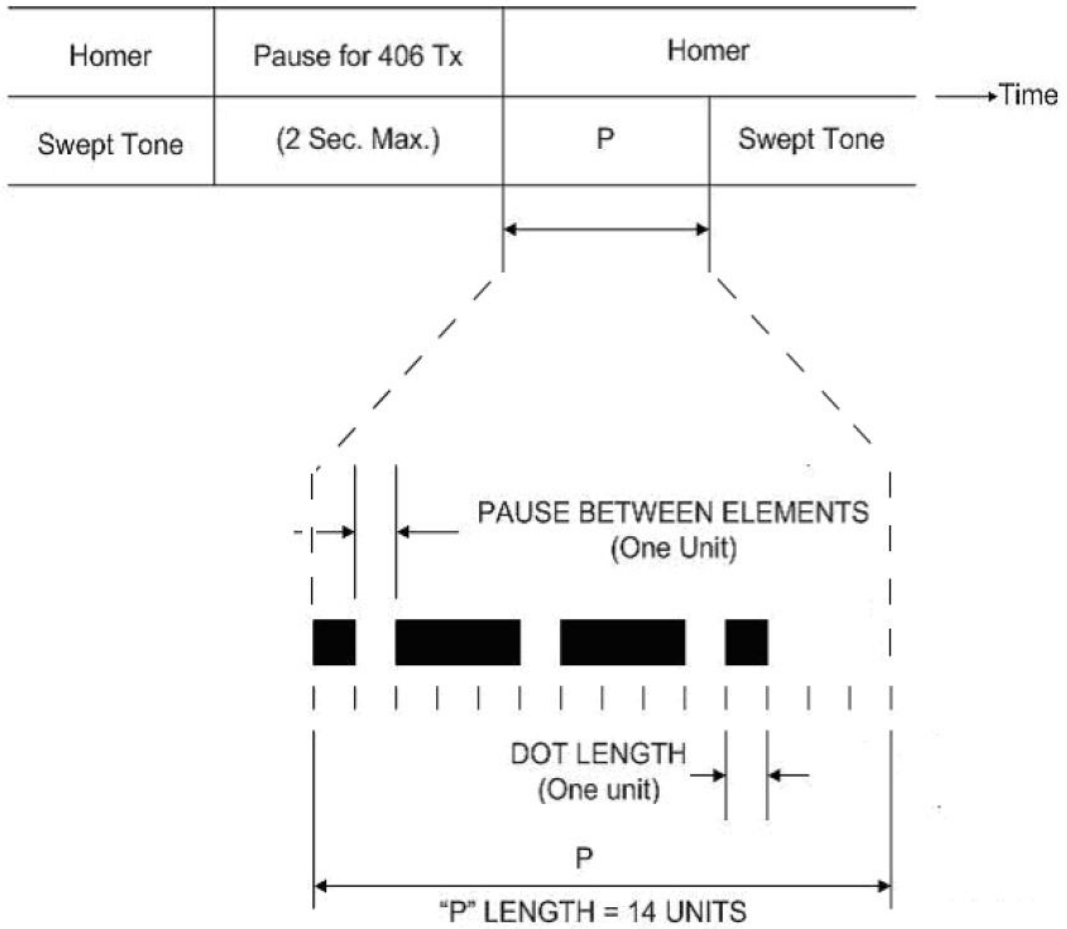 Homer
Pause for 406 Tx
Homer
Time
Swept Tone
(2 Sec. Max.)
P
Swept Tone
PAUSE BETWEEN ELEMENTS
(One Unit)
DOT LENGTH
(One unit)
P
“P” LENGTH = 14 UNITS